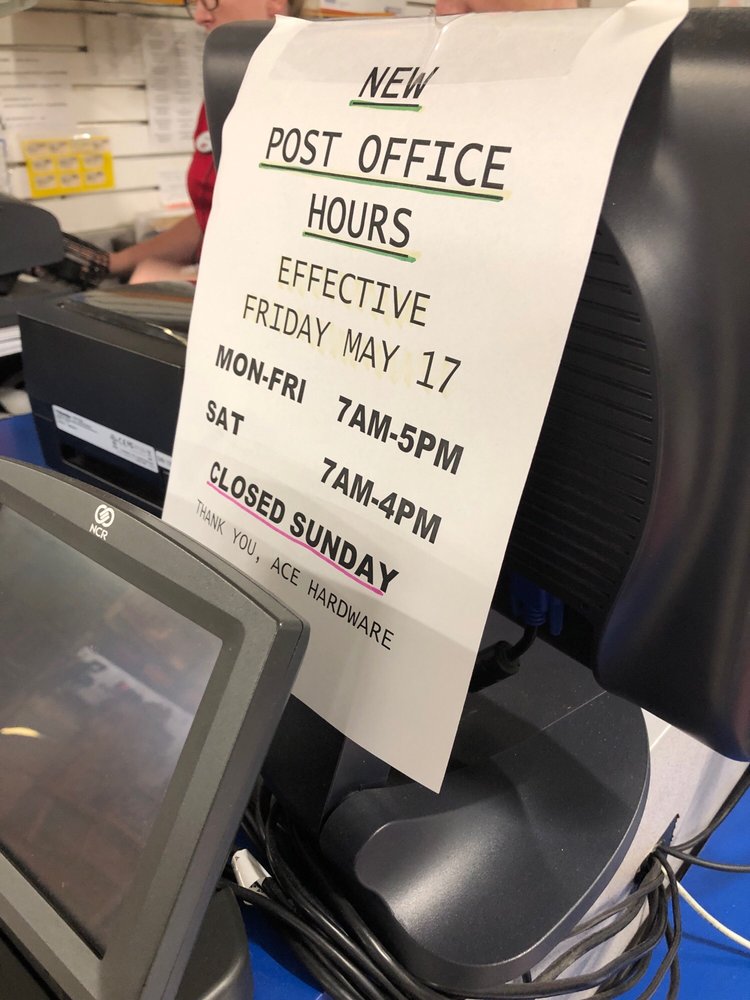 NEW
POST OFFICE
HOURS
EFFECTIVE
FRIDAY MAY 17
MON-FRI 7AM-5PM
SAT 7AM-4PM
CLOSED SUNDAY
THANK YOU, ACE HARDWARE
NCR